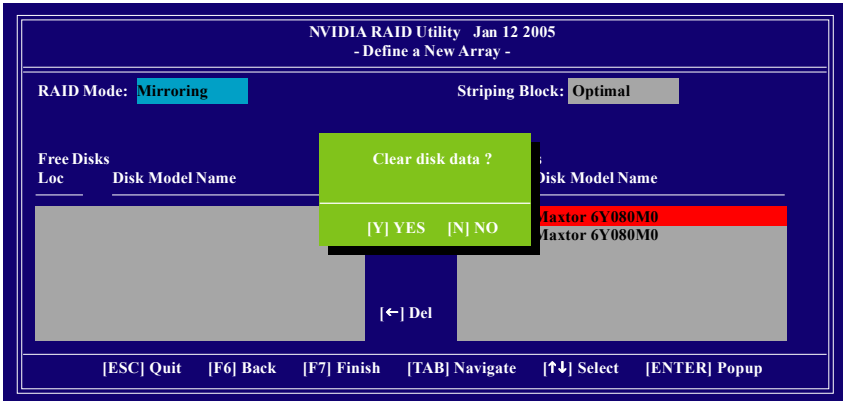 NVIDIA RAID Utility Jan 12 2005
- Define a New Array -
RAID Mode: Mirroring
Striping Block: Optimal
Clear disk data ?
[Y] YES [N] NO
Free Disks
Loc Disk Model Name
Disk Model Name
Maxtor 6Y080M0
Maxtor 6Y080M0
[←] Del
[ESC] Quit [F6] Back [F7] Finish [TAB] Navigate [↑↓] Select [ENTER] Popup